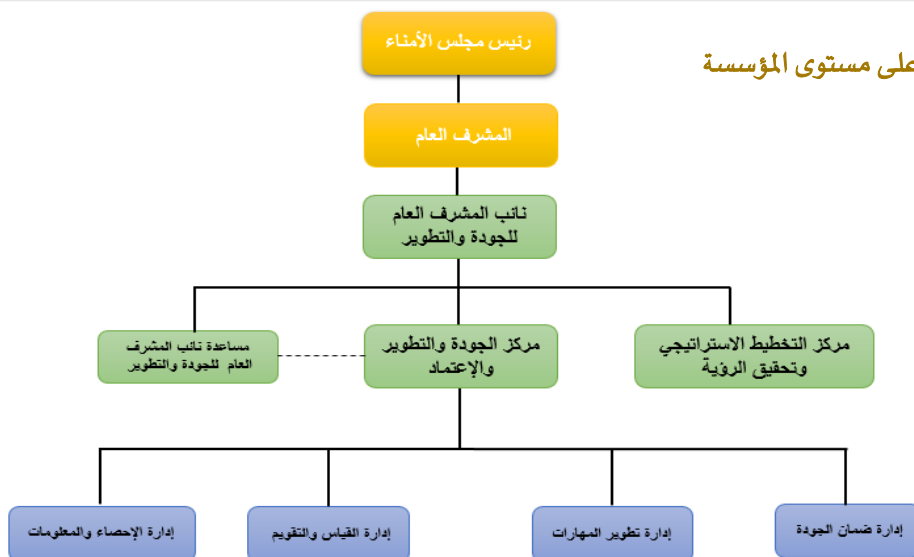 على مستوى المؤسسة
رئيس مجلس الأمناء
المشرف العام
نائب المشرف العام
للجودة والتطوير
مركز التخطيط الاستراتيجي
وتحقيق الرؤية
مركز الجودة والتطوير
والإعتماد
مساعدة نائب المشرف
العام للجودة والتطوير
إدارة ضمان الجودة
إدارة تطوير المهارات
إدارة القياس والتقويم
إدارة الإحصاء والمعلومات